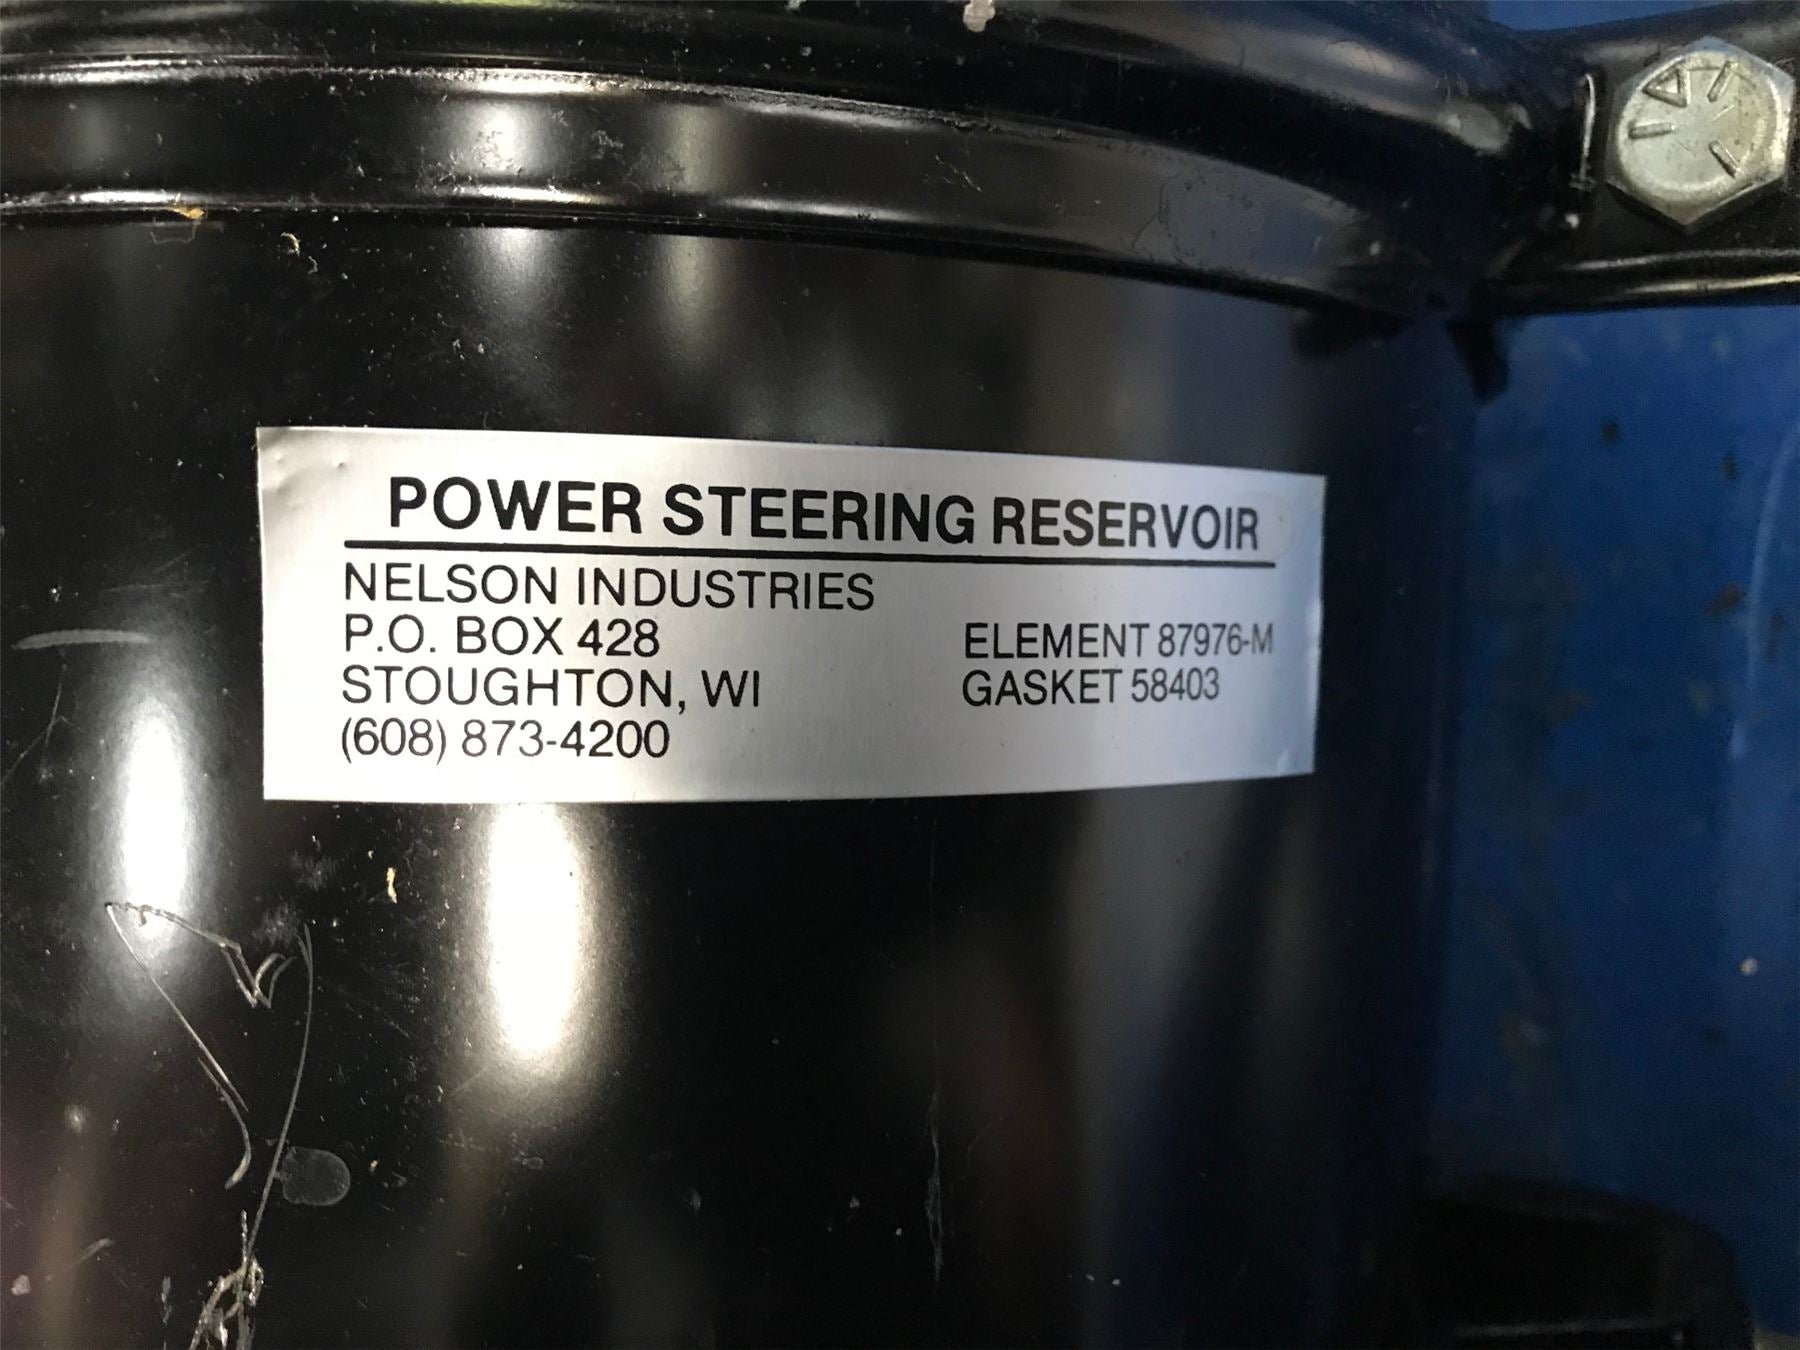 POWER STEERING RESERVOIR
NELSON INDUSTRIES
P.O. BOX 428
STOUGHTON, WI
(608) 873-4200
ELEMENT 87976-M
GASKET 58403